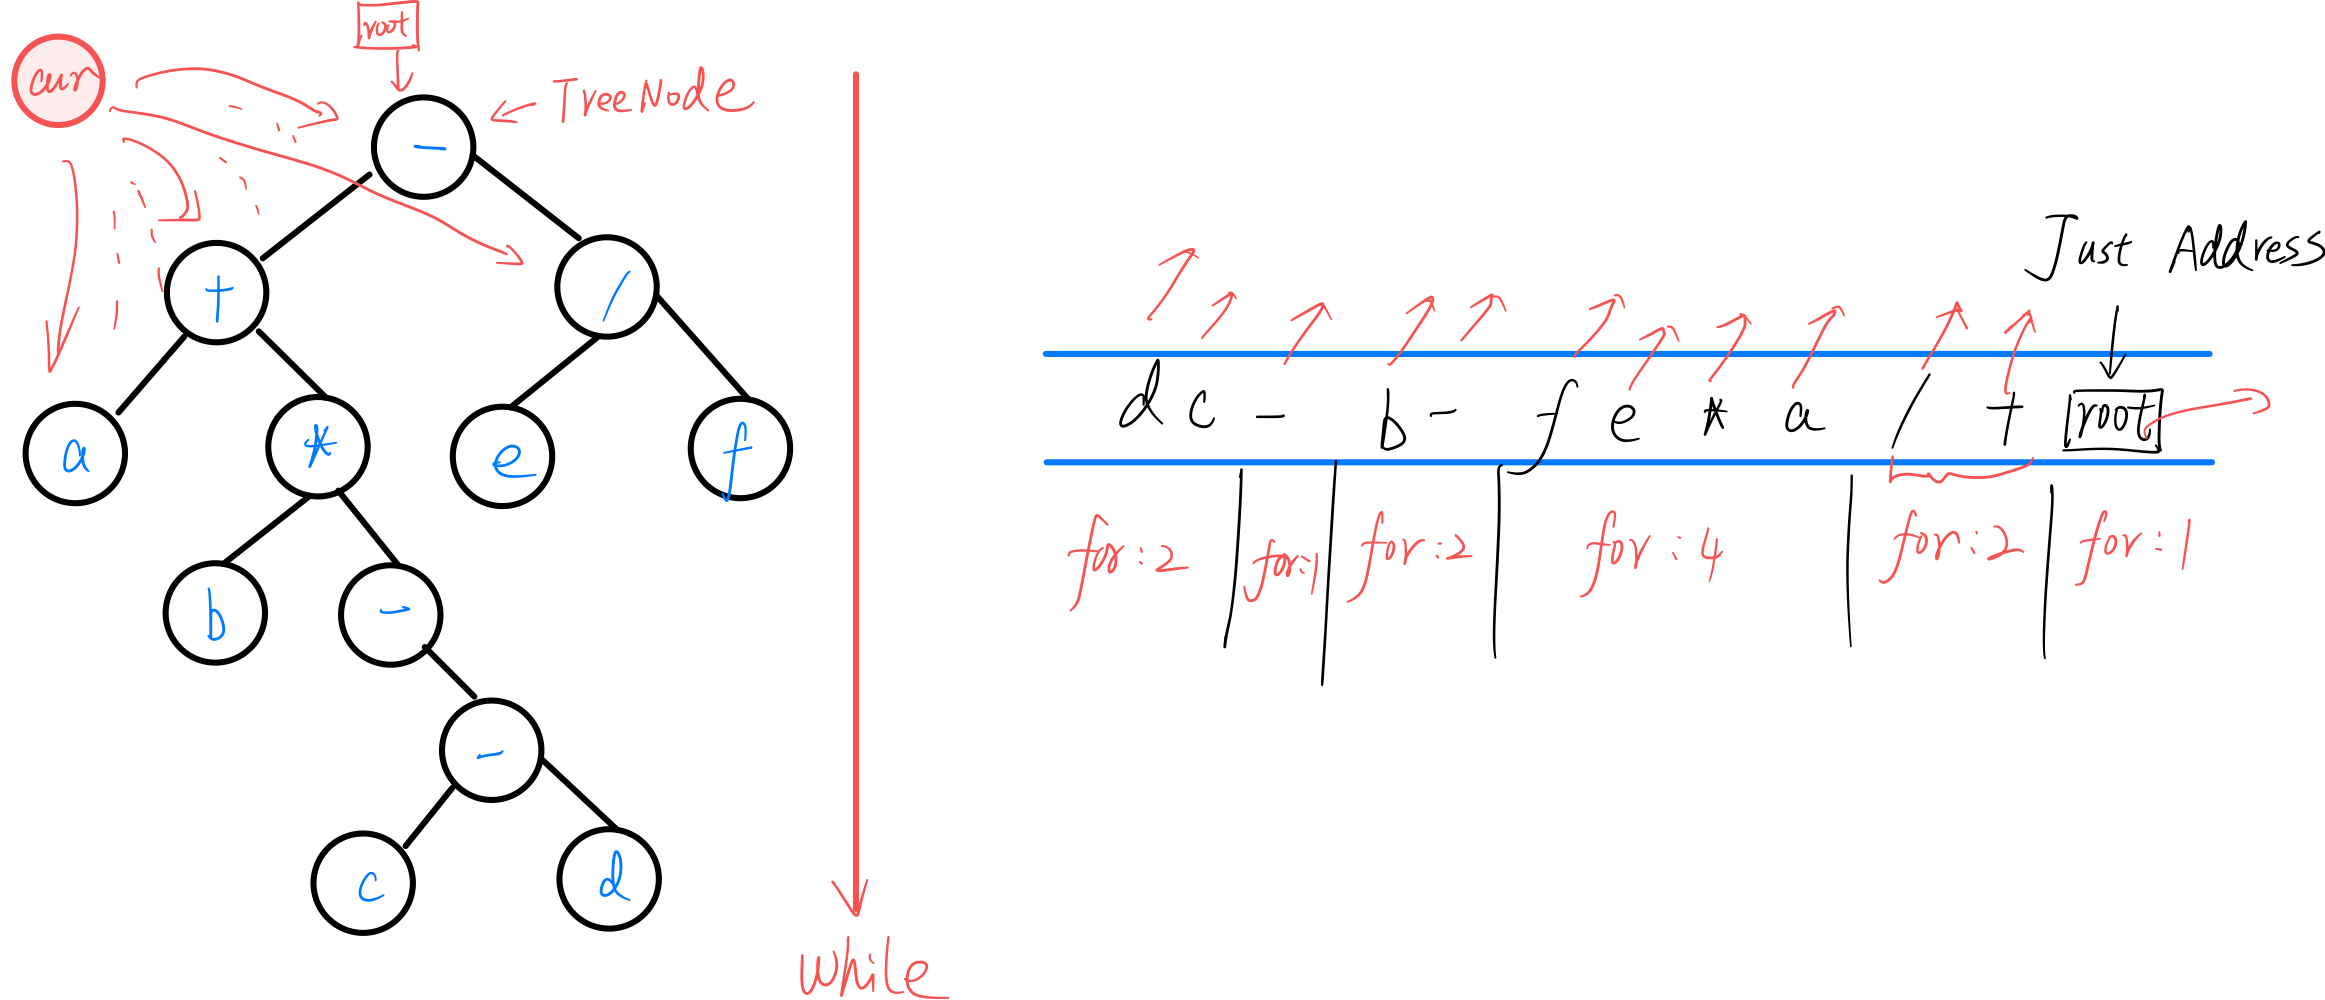 cur
root
TreeNode
-
+
/
a
*
e
f
b
-
-
c
d
while
Just Address
d c - b - f e * a / + root
for:2 for:1 for:2 for:4 for:2 for:1